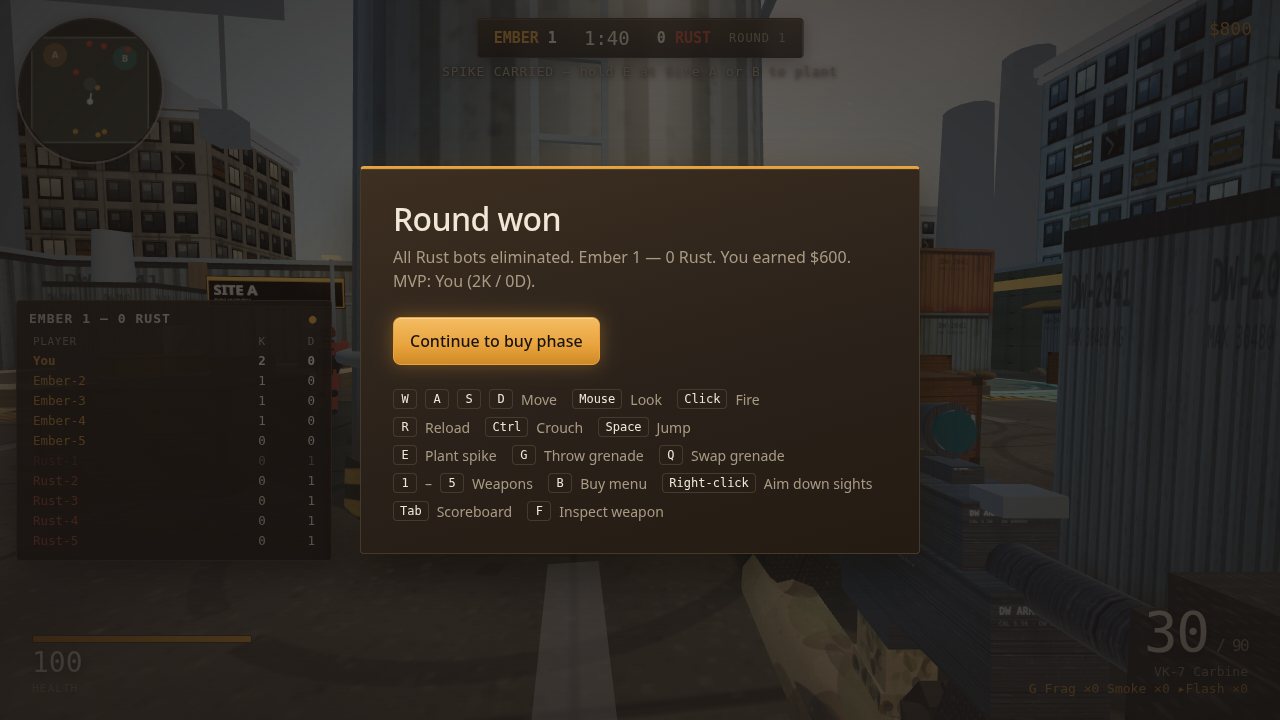 A
B
EMBER 1 1:40 0 RUST ROUND 1
$800
SPIKE CARRIED — hold E at Site A or B to plant
SITE A
Round won
All Rust bots eliminated. Ember 1 — 0 Rust. You earned $600.
MVP: You (2K / 0D).
Continue to buy phase
W A S D Move Mouse Look Click Fire
R Reload Ctrl Crouch Space Jump
E Plant spike G Throw grenade Q Swap grenade
1 – 5 Weapons B Buy menu Right-click Aim down sights
Tab Scoreboard F Inspect weapon
EMBER 1 — 0 RUST
PLAYER K D
You 2 0
Ember-2 1 0
Ember-3 1 0
Ember-4 1 0
Ember-5 0 0
Rust-1 0 1
Rust-2 0 1
Rust-3 0 1
Rust-4 0 1
Rust-5 0 1
100
HEALTH
30 / 90
VK-7 Carbine
G Frag ×0 Smoke ×0 ▸Flash ×0